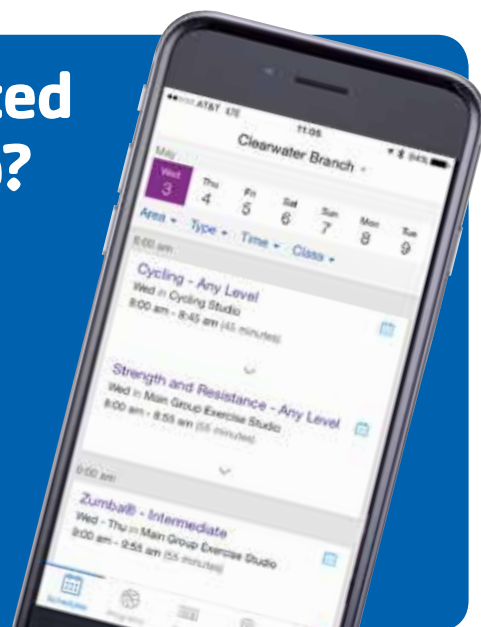 ted
?
AT&T LTE 11:05 94%
Clearwater Branch
May
Wed Thu Fri Sat Sun Mon Tue
3 4 5 6 7 8 9
Area Type Time Class
8:00 am
Cycling - Any Level
Wed in Cycling Studio
8:00 am - 8:45 am (45 minutes)
Strength and Resistance - Any Level
Wed in Main Group Exercise Studio
8:00 am - 8:55 am (55 minutes)
9:00 am
Zumba® - Intermediate
Wed - Thu in Main Group Exercise Studio
9:00 am - 9:55 am (55 minutes)
Schedules